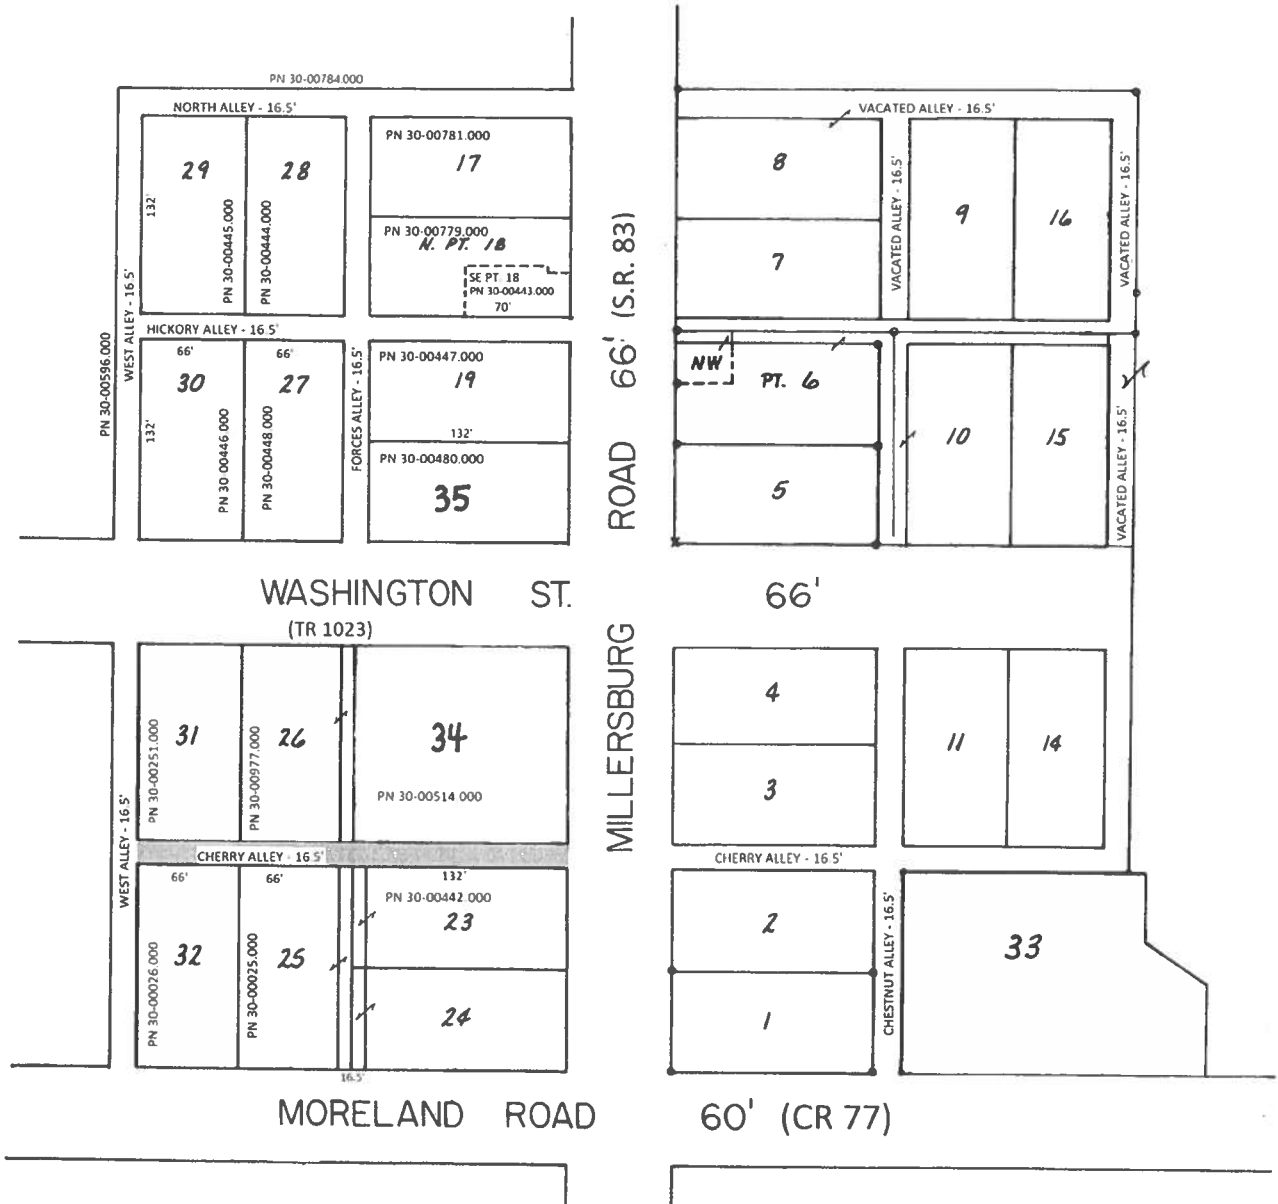 PN 30-00784.000
NORTH ALLEY - 16.5'
VACATED ALLEY - 16.5'
29
28
132'
PN 30-00445.000
PN 30-00444.000
PN 30-00781.000
17
PN 30-00779.000
N. PT. 18
SE PT. 18
PN 30-00443.000
70'
8
7
VACATED ALLEY - 16.5'
9
16
VACATED ALLEY - 16.5'
WEST ALLEY - 16.5'
PN 30-00596.000
HICKORY ALLEY - 16.5'
66'
66'
30
27
132'
PN 30-00446.000
PN 30-00448.000
FORCES ALLEY - 16.5'
PN 30-00447.000
19
132'
PN 30-00480.000
35
MILLERSBURG ROAD 66' (S.R. 83)
NW
PT. 6
5
10
15
VACATED ALLEY - 16.5'
WASHINGTON ST. 66'
(TR 1023)
31
26
PN 30-00251.000
PN 30-00977.000
34
PN 30-00514.000
4
3
11
14
WEST ALLEY - 16.5'
CHERRY ALLEY - 16.5'
CHERRY ALLEY - 16.5'
66'
66'
132'
PN 30-00442.000
23
32
25
PN 30-00026.000
PN 30-00025.000
24
16.5'
2
1
CHESTNUT ALLEY - 16.5'
33
MORELAND ROAD 60' (CR 77)